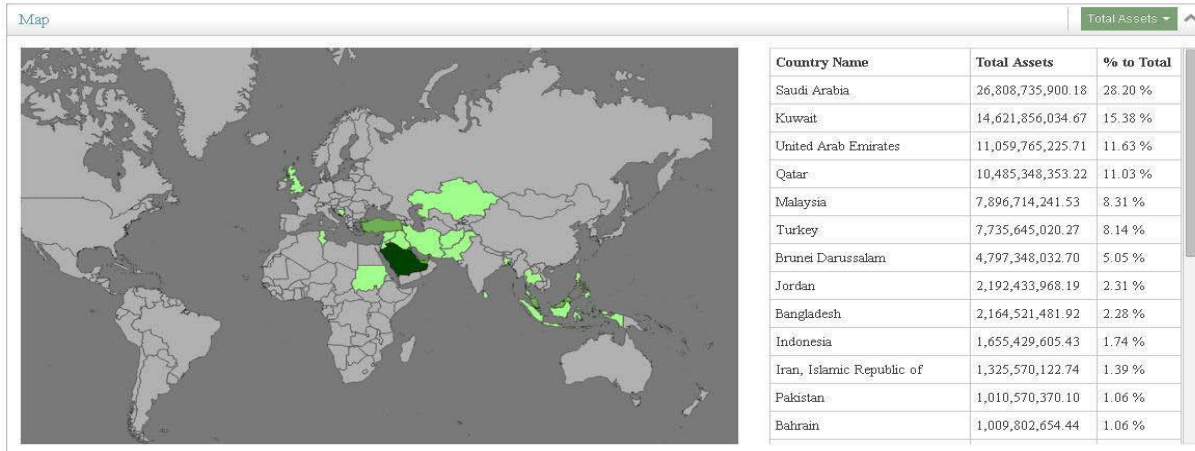 Map
Total Assets
Country Name Total Assets % to Total
Saudi Arabia 26,808,735,900.18 28.20 %
Kuwait 14,621,856,034.67 15.38 %
United Arab Emirates 11,059,765,225.71 11.63 %
Qatar 10,485,348,353.22 11.03 %
Malaysia 7,896,714,241.53 8.31 %
Turkey 7,735,645,020.27 8.14 %
Brunei Darussalam 4,797,348,032.70 5.05 %
Jordan 2,192,433,968.19 2.31 %
Bangladesh 2,164,521,481.92 2.28 %
Indonesia 1,655,429,605.43 1.74 %
Iran, Islamic Republic of 1,325,570,122.74 1.39 %
Pakistan 1,010,570,370.10 1.06 %
Bahrain 1,009,802,654.44 1.06 %